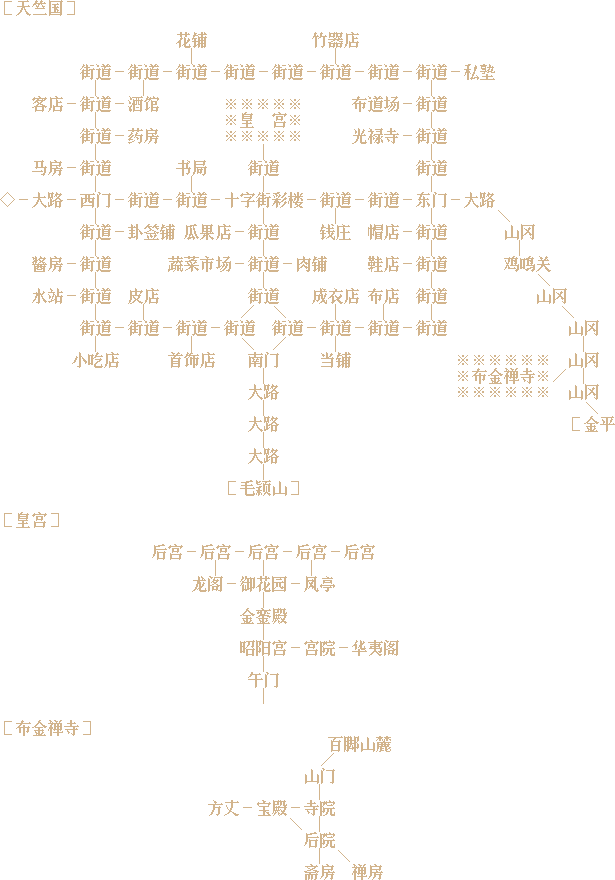 ［天竺国］
花铺 竹器店
街道－街道－街道－街道－街道－街道－街道－街道－私塾
客店－街道 酒馆 ※※※※※ 布道场－街道
※皇 宫※
街道－药房 ※※※※※ 光禄寺－街道
马房－街道 书局 街道 街道
◇－大路－西门－街道－街道－十字街彩楼－街道－街道－东门－大路
街道－卦签铺 瓜果店－街道 钱庄 帽店－街道 山冈
酱房－街道 蔬菜市场－街道－肉铺 鞋店－街道 鸡鸣关
水站－街道 皮店 街道 成衣店 布店 街道 山冈
街道－街道－街道－街道 街道－街道－街道－街道 山冈
小吃店 首饰店 南门 当铺 ※※※※※※ 山冈
※布金禅寺※
大路 ※※※※※※ 山冈
大路 ［金平
大路
［毛颖山］
［皇宫］
后宫－后宫－后宫－后宫－后宫
龙阁－御花园－凤亭
金銮殿
昭阳宫－宫院－华夷阁
午门
［布金禅寺］
百脚山麓
山门
方丈－宝殿－寺院
后院
斋房 禅房